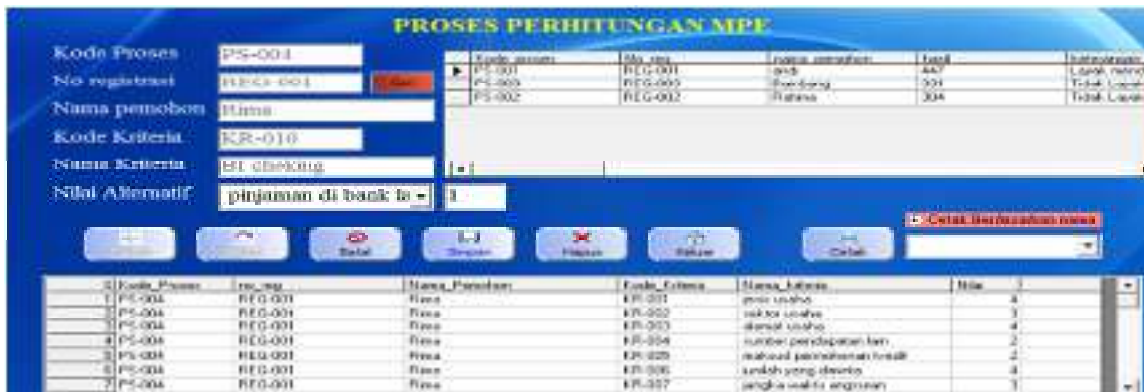 PROSES PERHITUNGAN MPE
Kode Proses PS-004
No registrasi REG-001
Nama pemohon Rima
Kode Kriteria KR-010
Nama Kriteria BI cheking
Nilai Alternatif pinjaman di bank la 3
Kode_proses No_reg nama_pemohon hasil keterangan
PS-001 REG-001 andi 447 Layak
PS-003 REG-003 Bambang
PS-002 REG-002 Rahma 304 Tidak Layak
Cetak berdasarkan nama
Batal Simpan Hapus Keluar Cetak
Kode_Proses no_reg Nama_Pemohon Kode_Kriteria Nama_kriteria Nilai
1 PS-004 REG-001 Rima KR-001 jenis usaha 4
2 PS-004 REG-001 Rima KR-002 sektor usaha 3
3 PS-004 REG-001 Rima KR-003 alamat usaha 4
4 PS-004 REG-001 Rima KR-004 sumber pendapatan lain 2
5 PS-004 REG-001 Rima KR-005 maksud permohonan kredit 2
6 PS-004 REG-001 Rima KR-006 jumlah yang diminta 4
7 PS-004 REG-001 Rima KR-007 jangka waktu angsuran 3